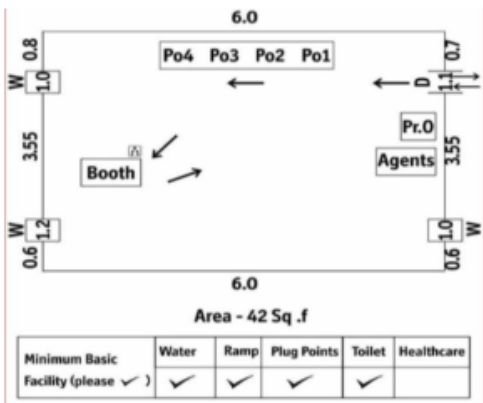 6.0
0.8
W
1.0
3.55
W
1.2
0.6
Po4 Po3 Po2 Po1
0.7
D
1.1
Pr.O
Agents
3.55
1.0
W
0.6
Booth
6.0
Area - 42 Sq .f
Minimum Basic
Facility (please ✓ )
Water Ramp Plug Points Toilet Healthcare
✓ ✓ ✓ ✓